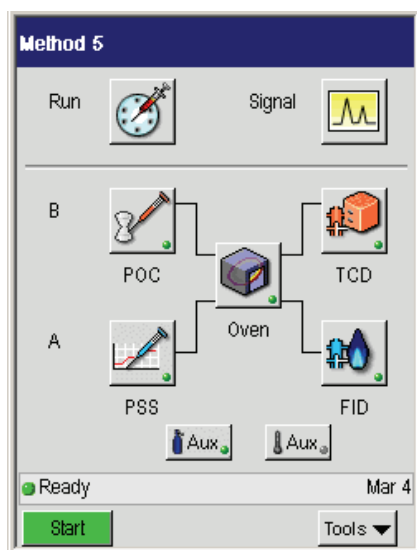 Method 5
Run Signal
B
POC TCD
Oven
A
PSS FID
Aux Aux
Ready Mar 4
Start Tools